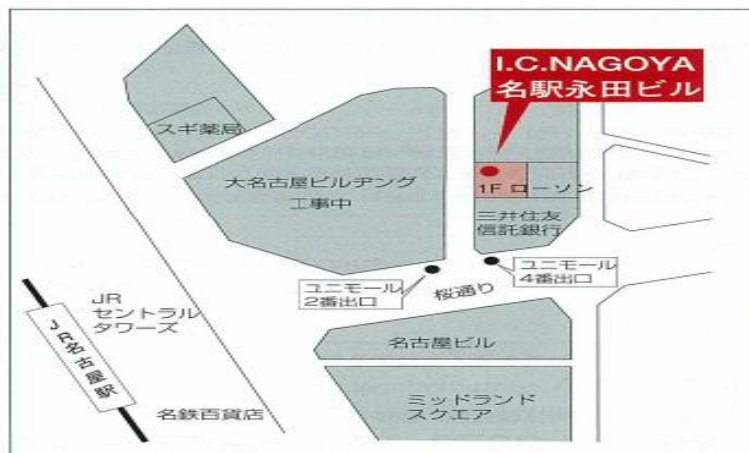 I.C.NAGOYA
名駅永田ビル
スギ薬局
大名古屋ビルヂング
工事中
1F ローソン
三井住友
信託銀行
ユニモール
2番出口
ユニモール
4番出口
桜通り
JR
セントラル
タワーズ
JR名古屋駅
名古屋ビル
名鉄百貨店
ミッドランド
スクエア